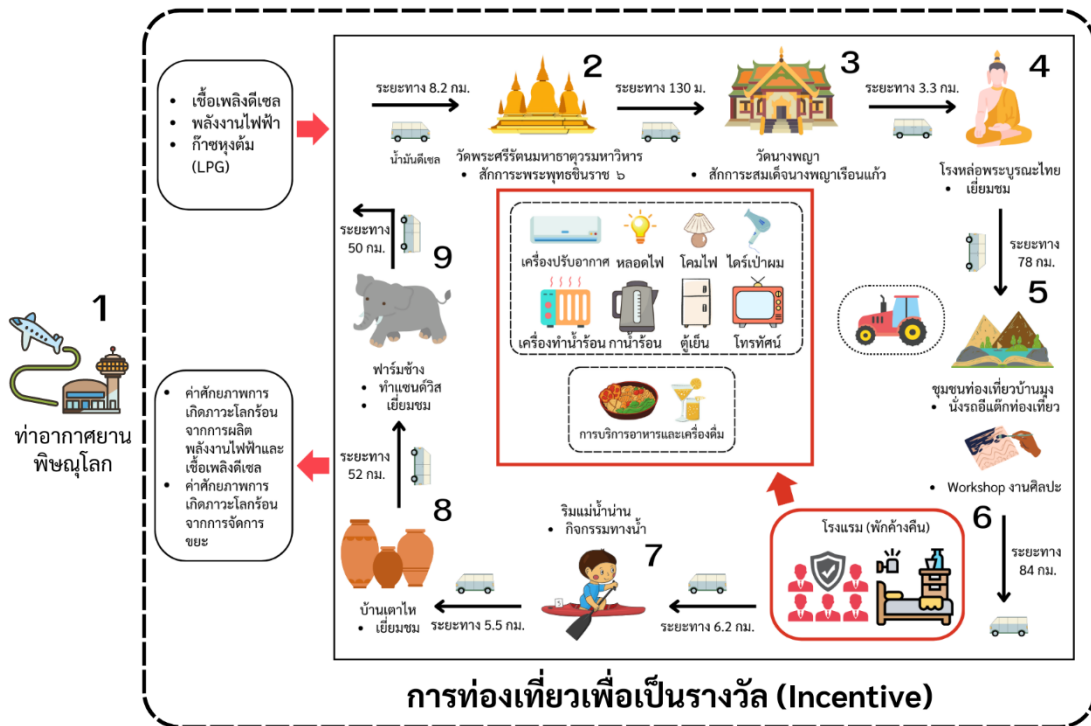 1
ท่าอากาศยาน
พิษณุโลก
• เชื้อเพลิงดีเซล
• พลังงานไฟฟ้า
• ก๊าซหุงต้ม
(LPG)
ระยะทาง 8.2 กม.
น้ำมันดีเซล
2
วัดพระศรีรัตนมหาธาตุวรมหาวิหาร
• สักการะพระพุทธชินราช ๖
ระยะทาง 130 ม.
3
วัดนางพญา
• สักการะสมเด็จนางพญาเรือนแก้ว
ระยะทาง 3.3 กม.
4
โรงหล่อพระบูรณะไทย
• เยี่ยมชม
ระยะทาง
78 กม.
5
ชุมชนท่องเที่ยวบ้านมุง
• นั่งรถอีแต๊กท่องเที่ยว
• Workshop งานศิลปะ
ระยะทาง
84 กม.
6
โรงแรม (พักค้างคืน)
เครื่องปรับอากาศ
หลอดไฟ
โคมไฟ
ไดร์เป่าผม
เครื่องทำน้ำร้อน
กาน้ำร้อน
ตู้เย็น
โทรทัศน์
การบริการอาหารและเครื่องดื่ม
ระยะทาง 6.2 กม.
7
ริมแม่น้ำน่าน
• กิจกรรมทางน้ำ
ระยะทาง 5.5 กม.
8
บ้านเตาไห
• เยี่ยมชม
ระยะทาง
52 กม.
9
ฟาร์มช้าง
• ทำแซนด์วิส
• เยี่ยมชม
ระยะทาง
50 กม.
• ค่าศักยภาพการ
เกิดภาวะโลกร้อน
จากการผลิต
พลังงานไฟฟ้าและ
เชื้อเพลิงดีเซล
• ค่าศักยภาพการ
เกิดภาวะโลกร้อน
จากการจัดการ
ขยะ
การท่องเที่ยวเพื่อเป็นรางวัล (Incentive)